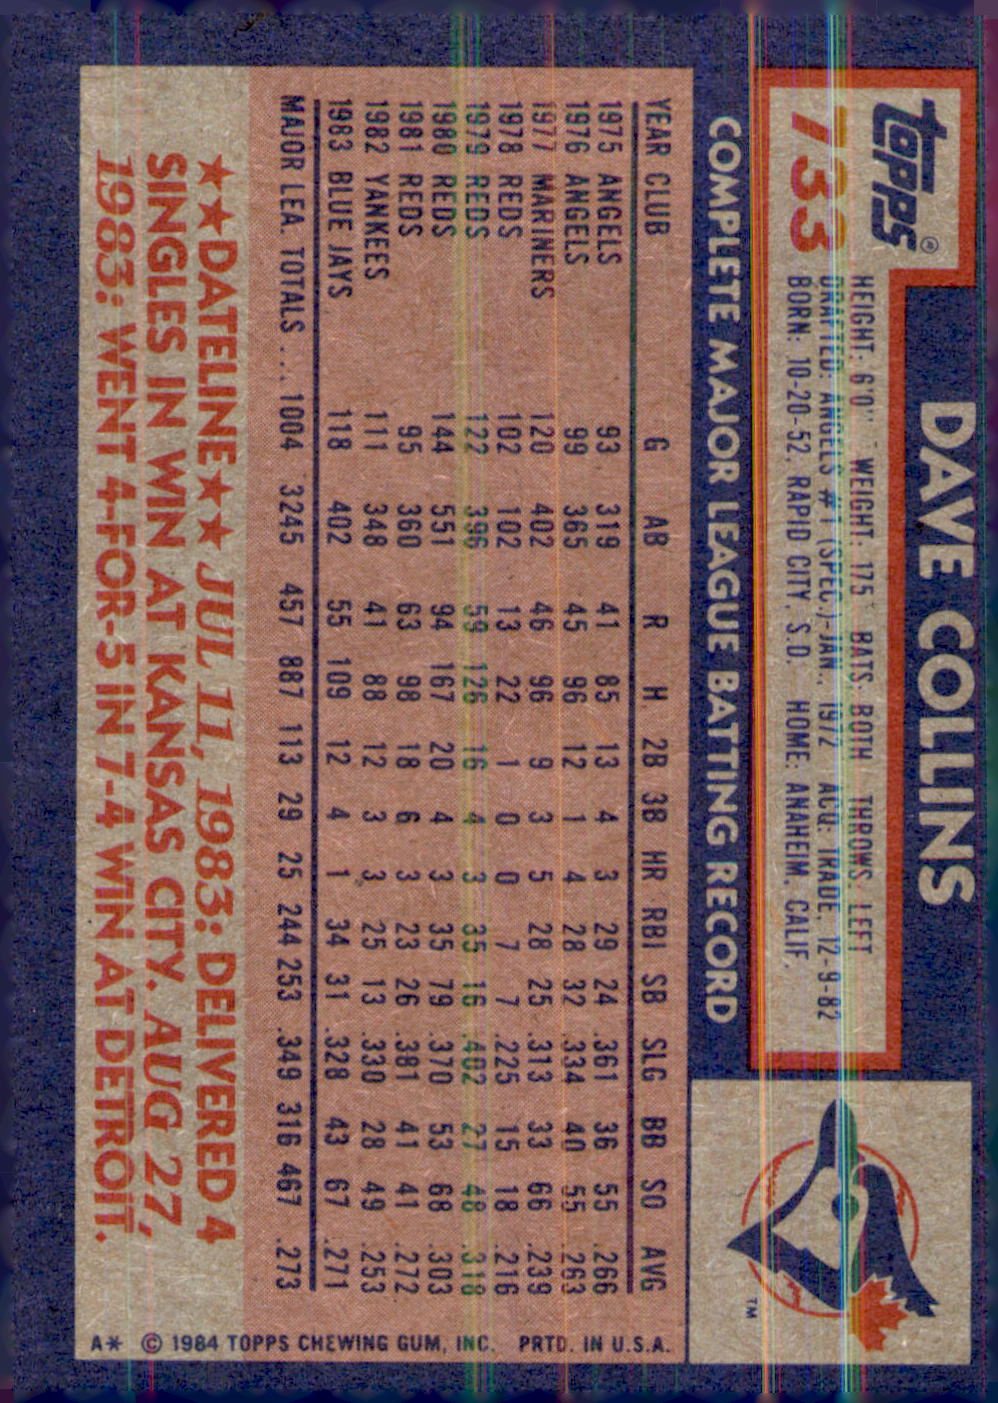 Topps®
733
DAVE COLLINS
HEIGHT: 6'0" WEIGHT: 175 BATS: BOTH THROWS: LEFT
DRAFTED: ANGELS #1 (SPEC.)-JAN., 1972 ACQ: TRADE, 12-9-82
BORN: 10-20-52, RAPID CITY, S.D. HOME: ANAHEIM, CALIF.
COMPLETE MAJOR LEAGUE BATTING RECORD
YEAR CLUB G AB R H 2B 3B HR RBI SB SLG BB SO AVG
1975 ANGELS 93 319 41 85 13 4 3 29 24 .361 36 55 .266
1976 ANGELS 99 365 45 96 12 1 4 28 32 .334 40 55 .263
1977 MARINERS 120 402 46 96 9 3 5 28 25 .313 33 66 .239
1978 REDS 102 102 13 22 1 0 0 7 7 .225 15 18 .216
1979 REDS 122 396 59 126 16 4 3 35 16 .402 27 48 .318
1980 REDS 144 551 94 167 20 4 3 35 79 .370 53 68 .303
1981 REDS 95 360 63 98 18 6 3 23 26 .381 41 41 .272
1982 YANKEES 111 348 41 88 12 3 3 25 13 .330 28 49 .253
1983 BLUE JAYS 118 402 55 109 12 4 1 34 31 .328 43 67 .271
MAJOR LEA. TOTALS ... 1004 3245 457 887 113 29 25 244 253 .349 316 467 .273
★★DATELINE★★ JUL 11, 1983: DELIVERED 4
SINGLES IN WIN AT KANSAS CITY. AUG 27,
1983: WENT 4-FOR-5 IN 7-4 WIN AT DETROIT.
TM
A* © 1984 TOPPS CHEWING GUM, INC. PRTD. IN U.S.A.